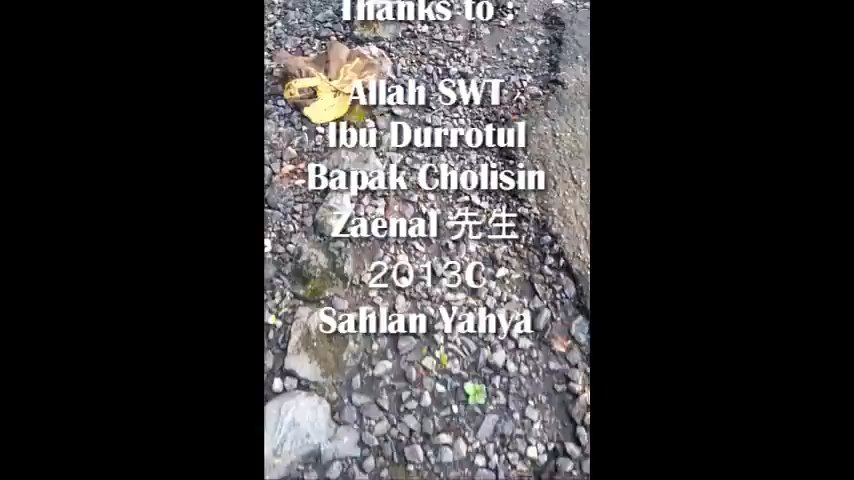 Thanks to :
Allah SWT
Ibu Durrotul
Bapak Cholisin
Zaenal 先生
2013C
Sahlan Yahya